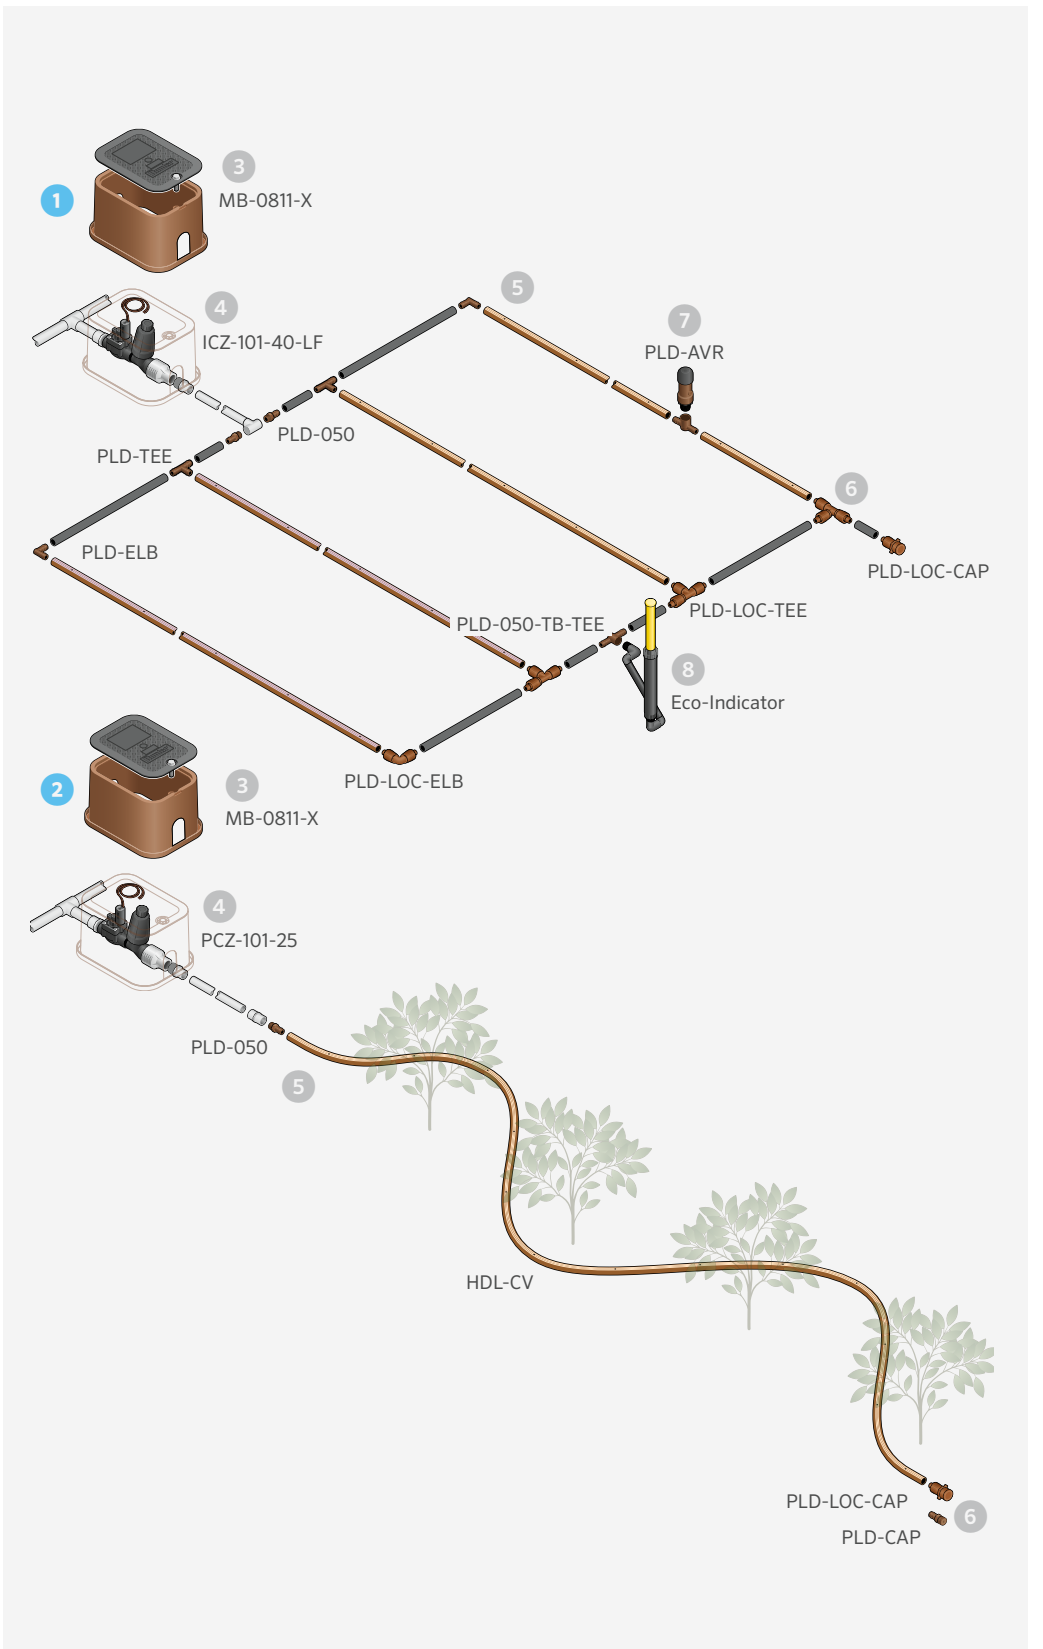 3
1
MB-0811-X
5
4
7
ICZ-101-40-LF
PLD-AVR
PLD-050
PLD-TEE
6
PLD-ELB
PLD-LOC-CAP
PLD-LOC-TEE
PLD-050-TB-TEE
8
Eco-Indicator
PLD-LOC-ELB
3
2
MB-0811-X
4
PCZ-101-25
PLD-050
5
HDL-CV
PLD-LOC-CAP
6
PLD-CAP